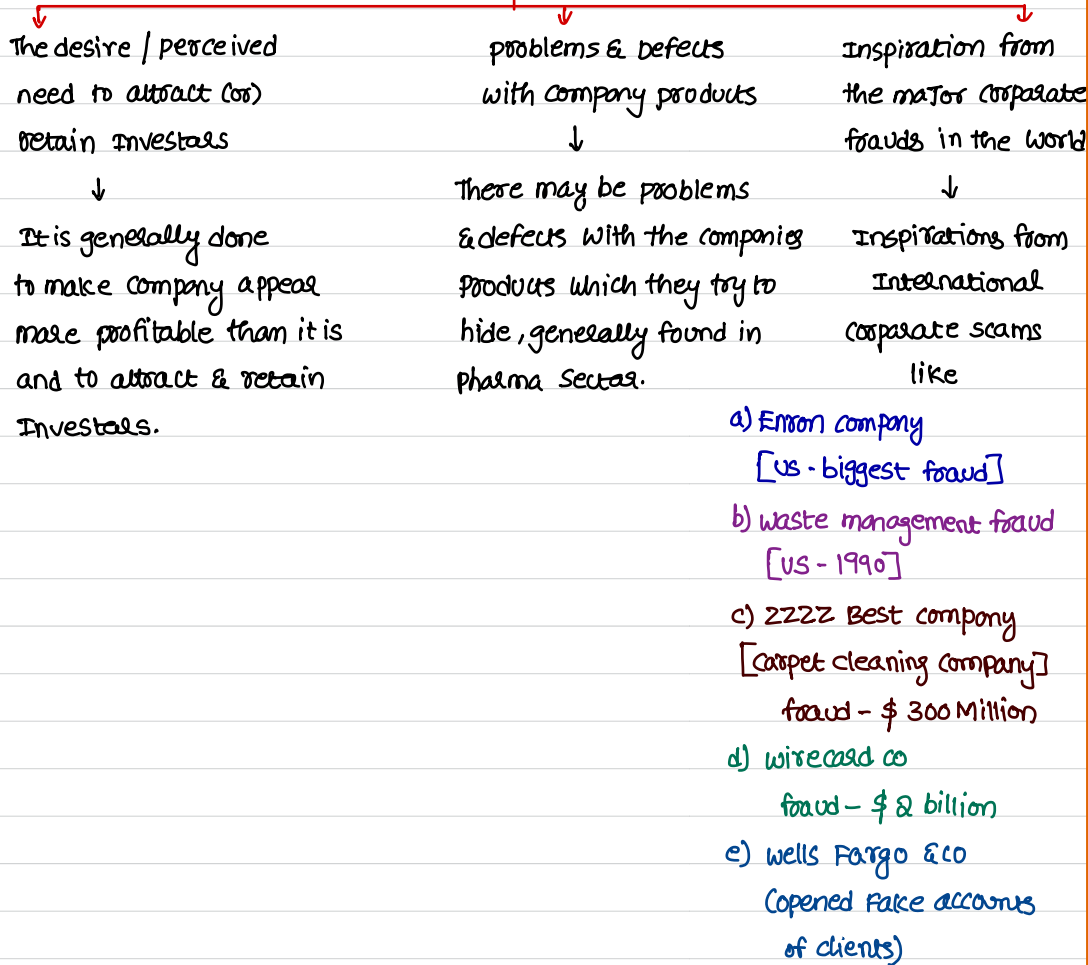 The desire / perceived
need to attract (or)
retain Investors
↓
It is generally done
to make company appear
more profitable than it is
and to attract & retain
Investors.
problems & Defects
with company products
↓
There may be problems
& defects with the companies
products which they try to
hide, generally found in
pharma Sector.
Inspiration from
the major corporate
frauds in the world
↓
Inspirations from
International
corporate scams
like
a) Enron company
[US - biggest fraud]
b) waste management fraud
[US - 1990]
c) ZZZZ Best company
[carpet cleaning company]
fraud - $ 300 Million
d) wirecard co
fraud - $ 2 billion
e) wells Fargo & co
(opened Fake accounts
of clients)